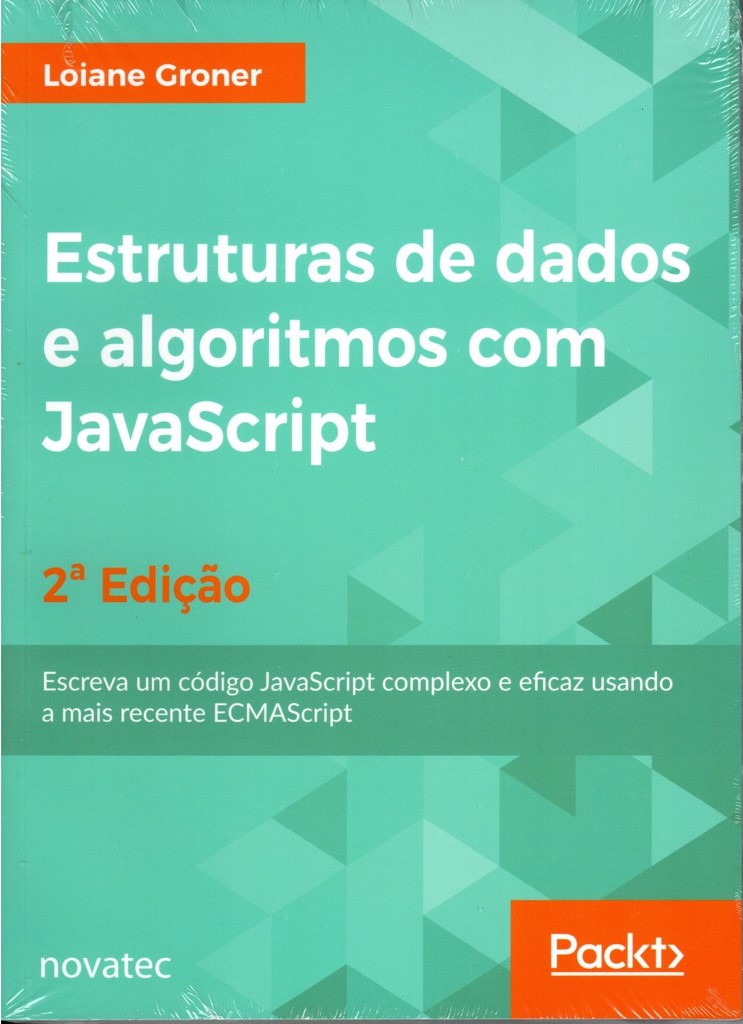 Loiane Groner
Estruturas de dados
e algoritmos com
JavaScript
2ª Edição
Escreva um código JavaScript complexo e eficaz usando
a mais recente ECMAScript
novatec
Packt>